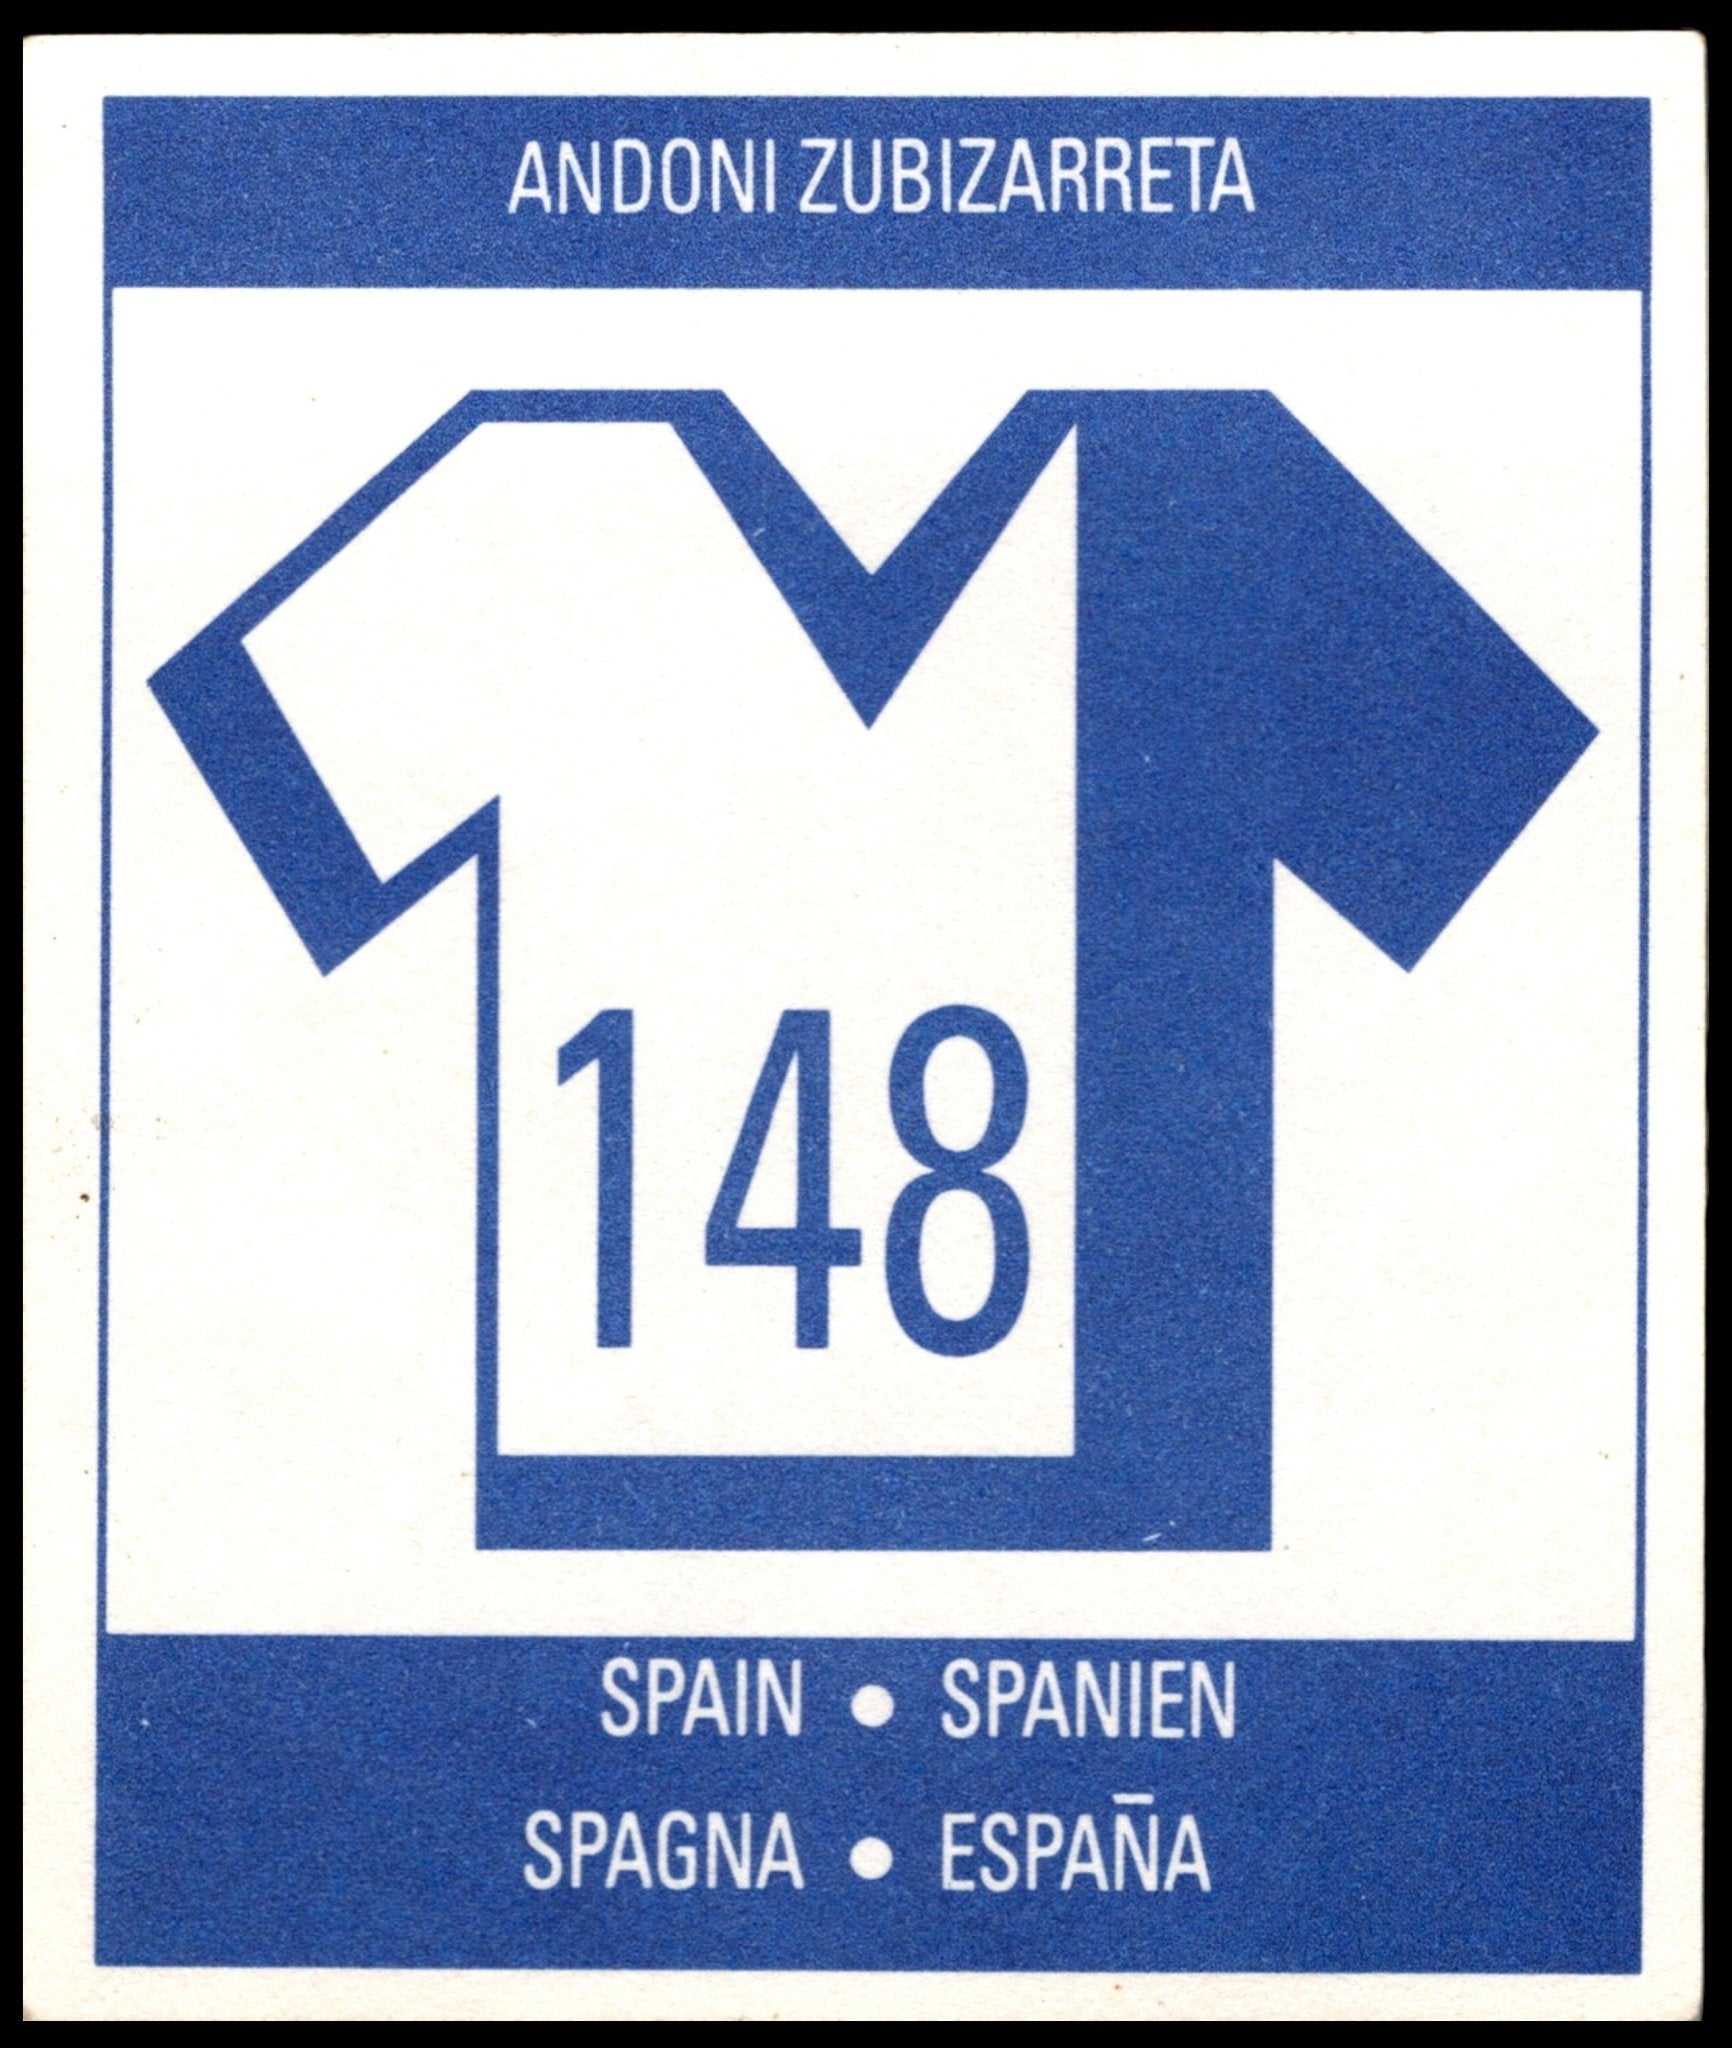 ANDONI ZUBIZARRETA
148
SPAIN • SPANIEN
SPAGNA • ESPAÑA